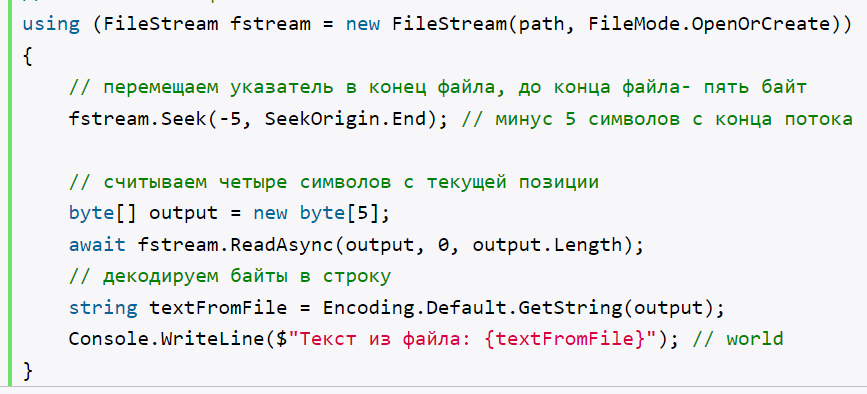 using (FileStream fstream = new FileStream(path, FileMode.OpenOrCreate))
{
    // перемещаем указатель в конец файла, до конца файла- пять байт
    fstream.Seek(-5, SeekOrigin.End); // минус 5 символов с конца потока

    // считываем четыре символов с текущей позиции
    byte[] output = new byte[5];
    await fstream.ReadAsync(output, 0, output.Length);
    // декодируем байты в строку
    string textFromFile = Encoding.Default.GetString(output);
    Console.WriteLine($"Текст из файла: {textFromFile}"); // world
}